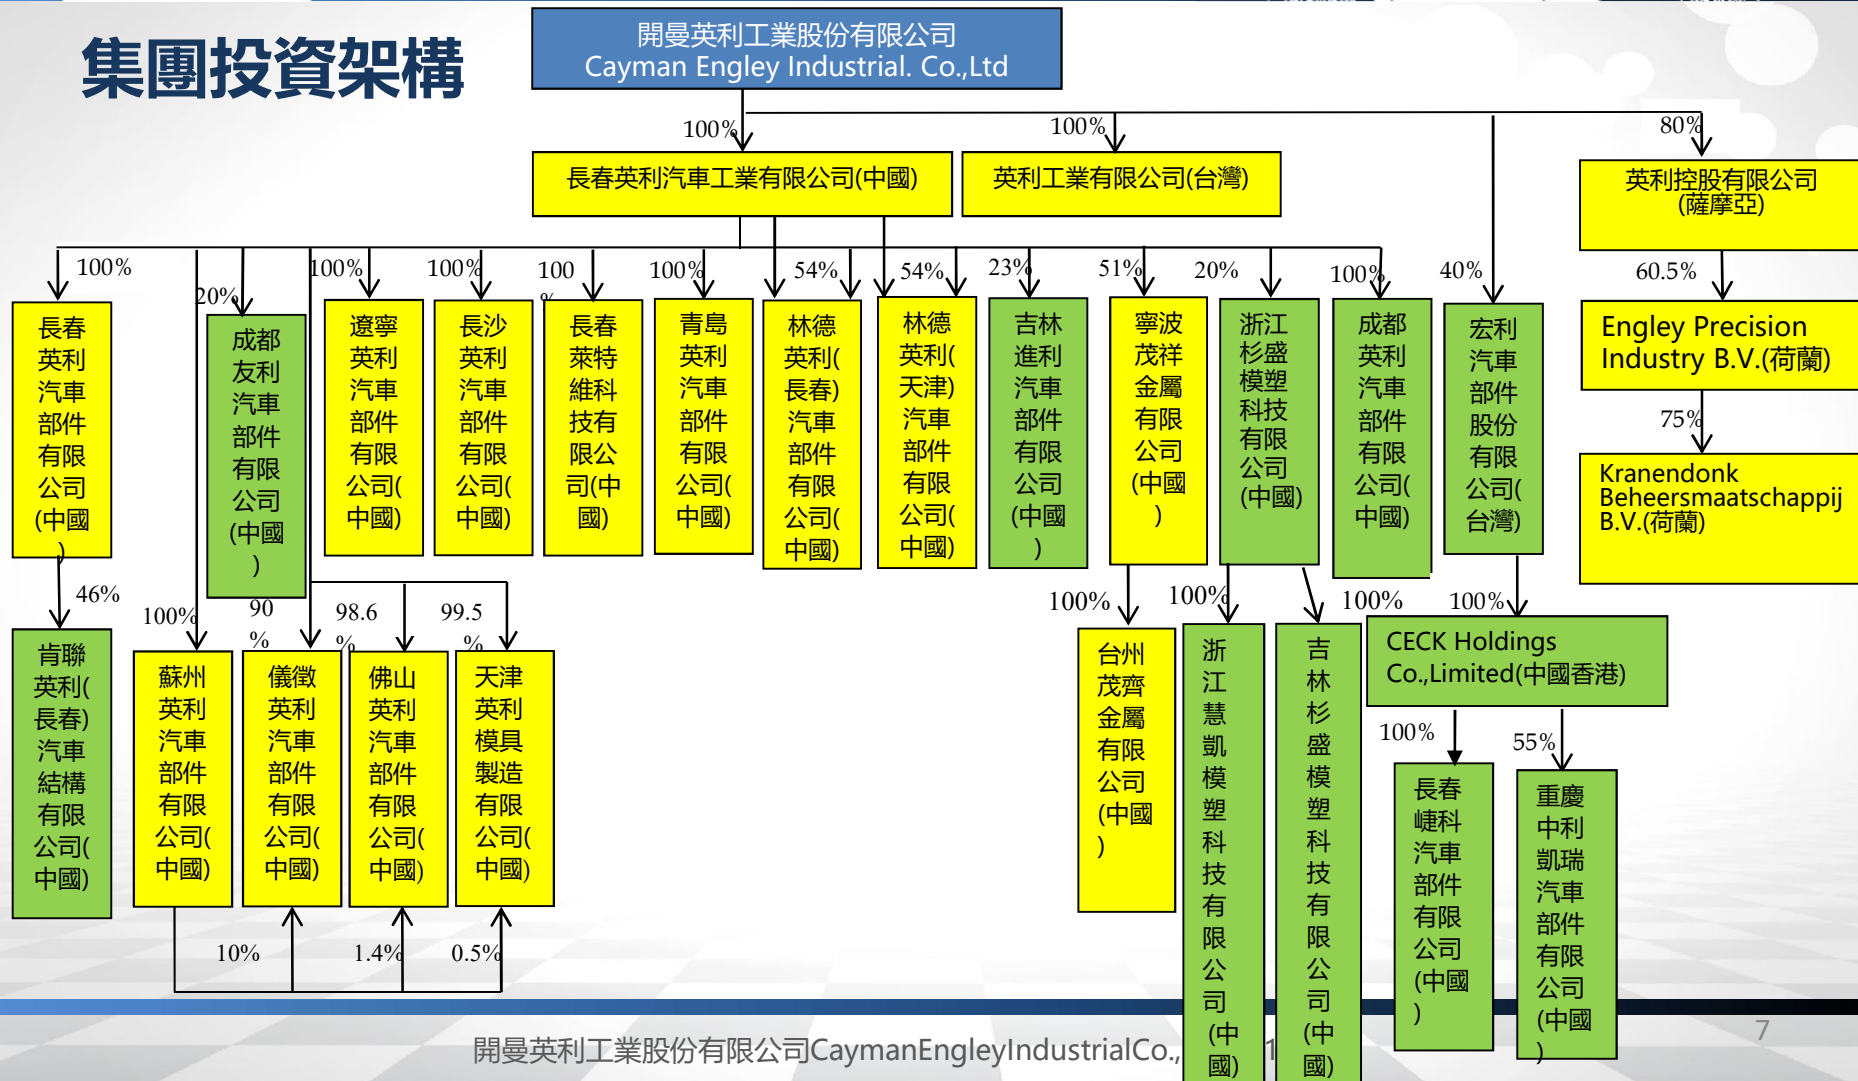 集團投資架構
開曼英利工業股份有限公司
Cayman Engley Industrial. Co.,Ltd
100%
100%
80%
長春英利汽車工業有限公司(中國)
英利工業有限公司(台灣)
英利控股有限公司
(薩摩亞)
100%
20%
100%
100%
100
%
100%
54%
54%
23%
51%
20%
100%
40%
60.5%
長春
英利
汽車
部件
有限
公司
(中國
)
成都
友利
汽車
部件
有限
公司
(中國
)
遼寧
英利
汽車
部件
有限
公司(
中國)
長沙
英利
汽車
部件
有限
公司(
中國)
長春
萊特
維科
技有
限公
司(中
國)
青島
英利
汽車
部件
有限
公司(
中國)
林德
英利(
長春)
汽車
部件
有限
公司(
中國)
林德
英利(
天津)
汽車
部件
有限
公司(
中國)
吉林
進利
汽車
部件
有限
公司
(中國
)
寧波
茂祥
金屬
有限
公司
(中國
)
浙江
杉盛
模塑
科技
有限
公司
(中國)
成都
英利
汽車
部件
有限
公司(
中國)
宏利
汽車
部件
股份
有限
公司(
台灣)
Engley Precision
Industry B.V.(荷蘭)
75%
Kranendonk
Beheersmaatschappij
B.V.(荷蘭)
46%
100%
90
%
98.6
%
99.5
%
100%
100%
100%
100%
肯聯
英利(
長春)
汽車
結構
有限
公司(
中國)
蘇州
英利
汽車
部件
有限
公司(
中國)
儀徵
英利
汽車
部件
有限
公司(
中國)
佛山
英利
汽車
部件
有限
公司(
中國)
天津
英利
模具
製造
有限
公司(
中國)
台州
茂齊
金屬
有限
公司
(中國
)
浙
江
慧
凱
模
塑
科
技
有
限
公
司
(中
國)
吉
林
杉
盛
模
塑
科
技
有
限
公
司
(中
國)
CECK Holdings
Co.,Limited(中國香港)
100%
55%
長春
崨科
汽車
部件
有限
公司
(中國
)
重慶
中利
凱瑞
汽車
部件
有限
公司
(中國
)
10%
1.4%
0.5%
開曼英利工業股份有限公司CaymanEngleyIndustrialCo.,
1
7